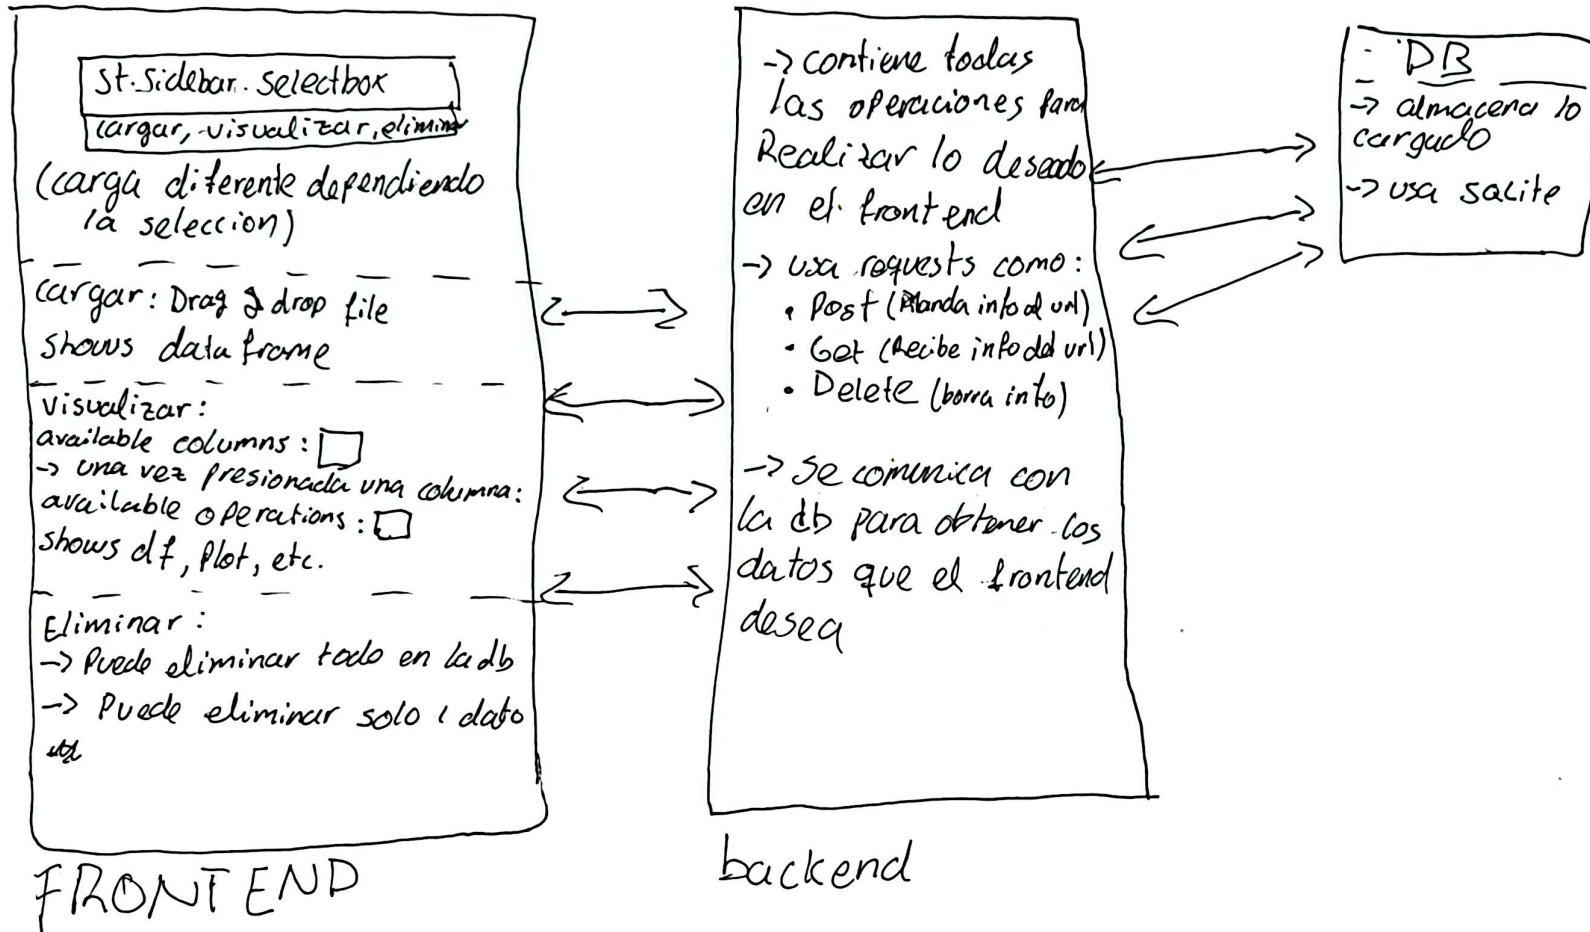 St.Sidebar.selectbox
cargar, visualizar, eliminar
(carga diferente dependiendo
la seleccion)
cargar: Drag & drop file
shows data frame
visualizar:
available columns:
-> una vez presionada una columna:
available operations:
shows df, Plot, etc.
Eliminar:
-> Puede eliminar todo en la db
-> Puede eliminar solo 1 dato
FRONTEND
-> contiene todas
las operaciones para
Realizar lo deseado
en el frontend
-> usa requests como:
• Post (Manda info al url)
• Get (Recibe info del url)
• Delete (borra info)
-> se comunica con
la db para obtener los
datos que el frontend
desea
backend
DB
-> almacena lo
cargado
-> usa sqlite